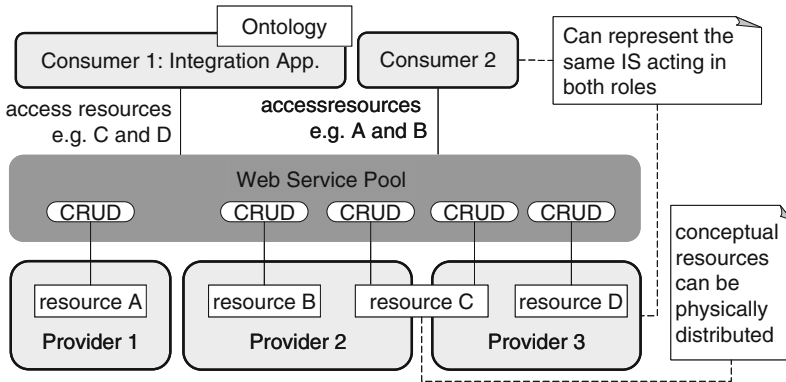 Ontology
Consumer 1: Integration App.
Consumer 2
Can represent the
same IS acting in
both roles
access resources
e.g. C and D
accessresources
e.g. A and B
Web Service Pool
CRUD
CRUD
CRUD
CRUD
CRUD
conceptual
resources
can be
physically
distributed
resource A
resource B
resource C
resource D
Provider 1
Provider 2
Provider 3